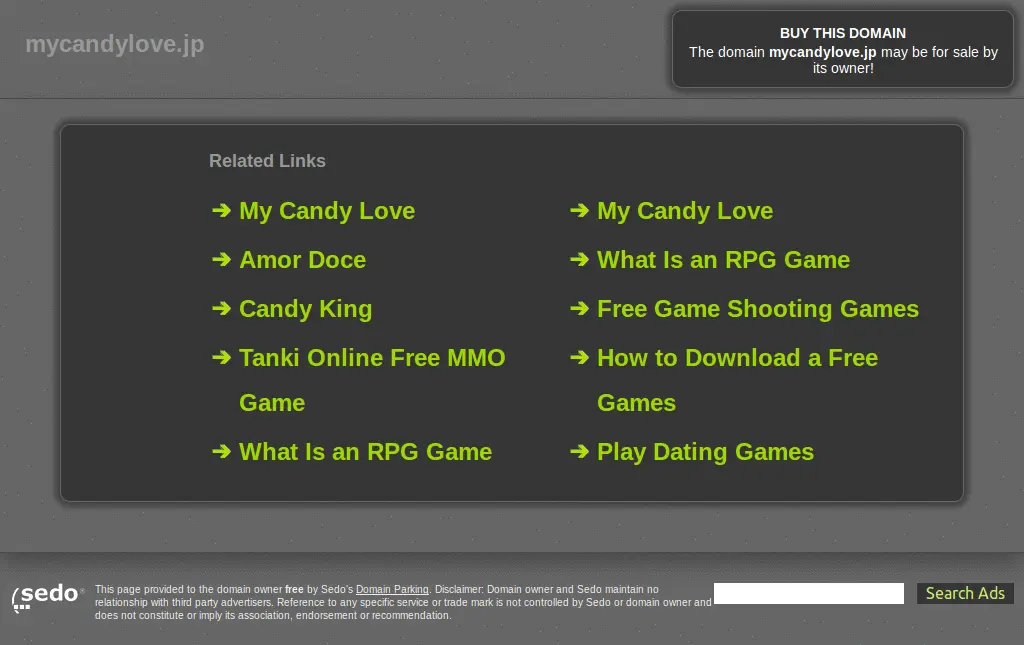 mycandylove.jp
BUY THIS DOMAIN
The domain mycandylove.jp may be for sale by
its owner!
Related Links
➔ My Candy Love
➔ Amor Doce
➔ Candy King
➔ Tanki Online Free MMO
Game
➔ What Is an RPG Game
➔ My Candy Love
➔ What Is an RPG Game
➔ Free Game Shooting Games
➔ How to Download a Free
Games
➔ Play Dating Games
sedo
This page provided to the domain owner free by Sedo's Domain Parking. Disclaimer: Domain owner and Sedo maintain no
relationship with third party advertisers. Reference to any specific service or trade mark is not controlled by Sedo or domain owner and
does not constitute or imply its association, endorsement or recommendation.
Search Ads